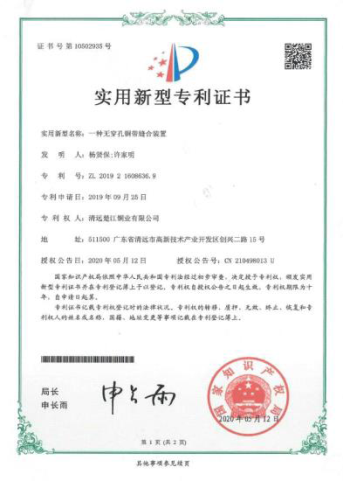 证书号第10502935号
实用新型专利证书
实用新型名称：一种无穿孔铜带缝合装置
发 明 人：杨贤保;许家明
专 利 号：ZL 2019 2 1608636.9
专利申请日：2019年09月25日
专 利 权 人：清远楚江铜业有限公司
地 址：511500 广东省清远市高新技术产业开发区创兴二路15号
授权公告日：2020年05月12日 授权公告号：CN 210498013 U
国家知识产权局依照中华人民共和国专利法经过初步审查，决定授予专利权，颁发实用
新型专利证书并在专利登记簿上予以登记。专利权自授权公告之日起生效。专利权期限为十
年，自申请日起算。
专利证书记载专利权登记时的法律状况。专利权的转移、质押、无效、终止、恢复和专
利权人的姓名或名称、国籍、地址变更等事项记载在专利登记簿上。
局长
申长雨
申长雨
国家知识产权局
2020年05月12日
第 1 页 (共 2 页)
其他事项参见续页